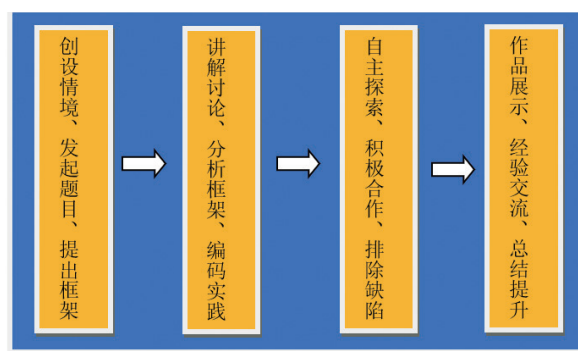 创设情境、发起题目、提出框架
讲解讨论、分析框架、编码实践
自主探索、积极合作、排除缺陷
作品展示、经验交流、总结提升